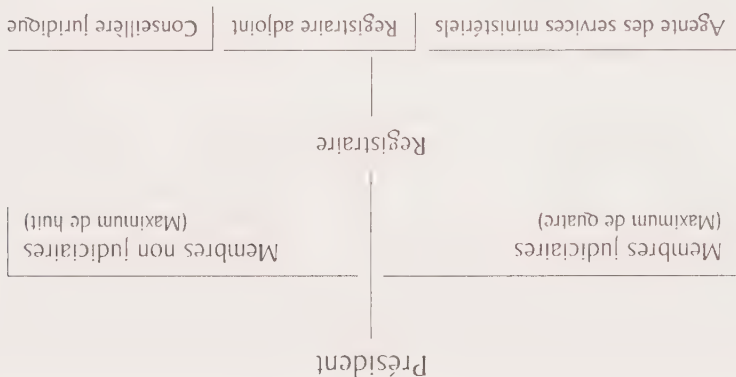 Président
Membres judiciaires
(Maximum de quatre)
Membres non judiciaires
(Maximum de huit)
Registraire
Agente des services ministériels
Registraire adjoint
Conseillère juridique